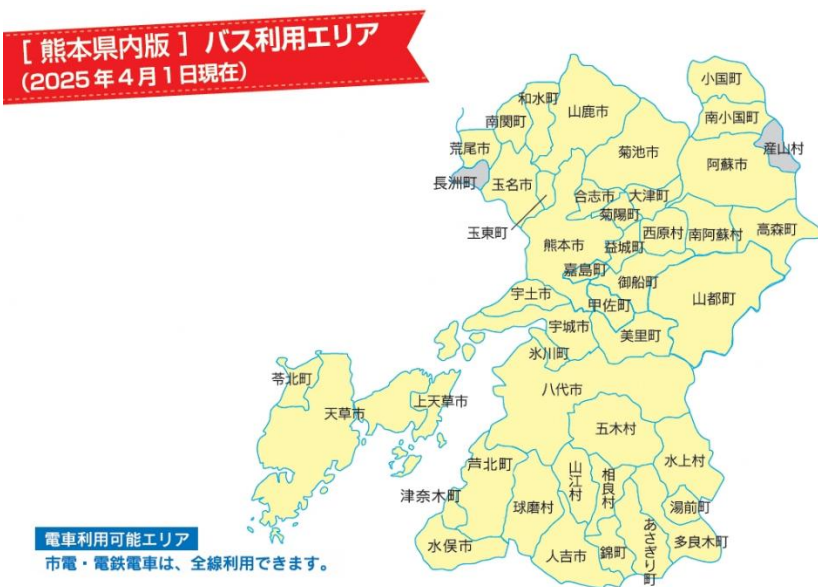 [ 熊本県内版 ] バス利用エリア
(2025年4月1日現在)
小国町
南小国町
産山村
和水町
山鹿市
南関町
荒尾市
菊池市
阿蘇市
長洲町
玉名市
合志市
大津町
菊陽町
玉東町
熊本市
益城町
西原村
南阿蘇村
高森町
嘉島町
御船町
宇土市
甲佐町
山都町
宇城市
美里町
氷川町
八代市
苓北町
天草市
上天草市
五木村
水上村
芦北町
山江村
相良村
津奈木町
球磨村
湯前町
あさぎり町
多良木町
水俣市
人吉市
錦町
電車利用可能エリア
市電・電鉄電車は、全線利用できます。